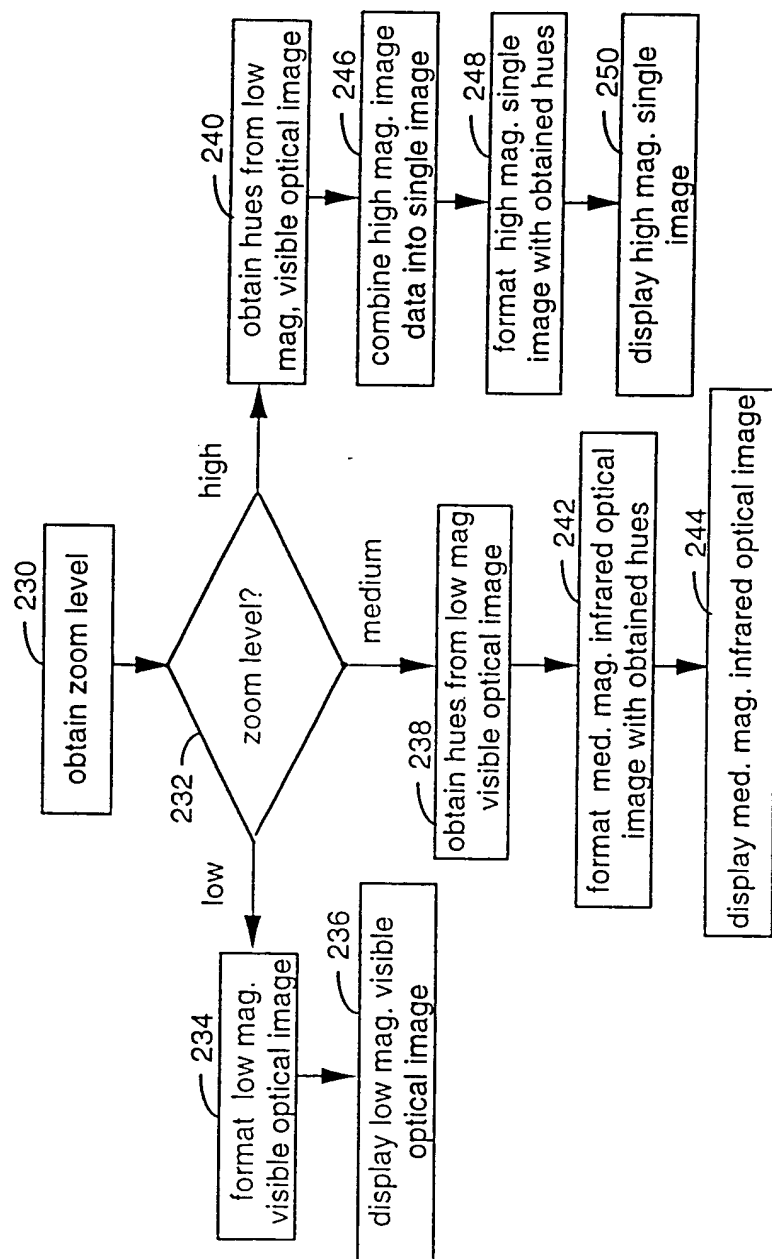 230
obtain zoom level
232
zoom level?
low
medium
high
234
format low mag.
visible optical image
236
display low mag. visible
optical image
238
obtain hues from low mag
visible optical image
242
format med. mag. infrared optical
image with obtained hues
244
display med. mag. infrared optical image
240
obtain hues from low
mag, visible optical image
246
combine high mag. image
data into single image
248
format high mag. single
image with obtained hues
250
display high mag. single
image